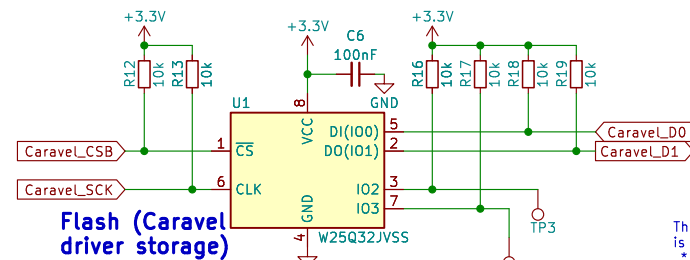 +3.3V
+3.3V
+3.3V
C6
100nF
R12
10k
R13
10k
R16
10k
R17
10k
R18
10k
R19
10k
GND
U1
8
VCC
5
DI(IO0)
Caravel_D0
Caravel_CSB
1
CS
DO(IO1)
2
Caravel_D1
Caravel_SCK
6
CLK
IO2
3
GND
IO3
7
TP3
Flash (Caravel
driver storage)
4
W25Q32JVSS
Th
is
*